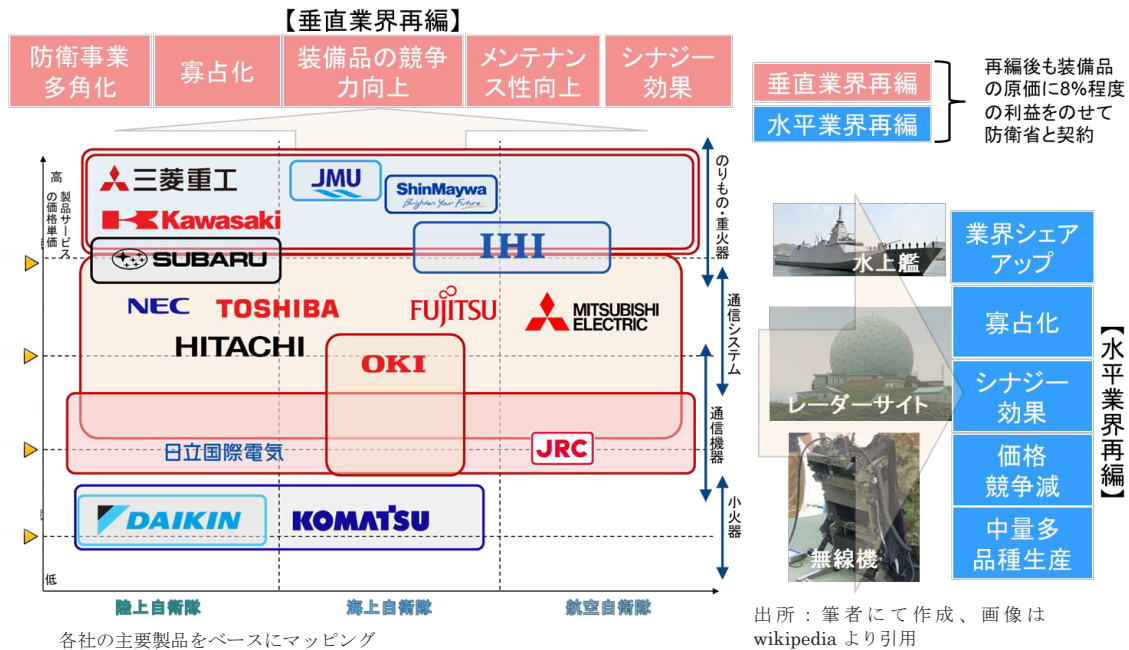 【垂直業界再編】
防衛事業
多角化
寡占化
装備品の競争
力向上
メンテナン
ス性向上
シナジー
効果
垂直業界再編
水平業界再編
再編後も装備品
の原価に8%程度
の利益をのせて
防衛省と契約
高
製品サービス
の価格単価
低
三菱重工
Kawasaki
SUBARU
JMU
ShinMaywa
Brighten Your Future
IHI
NEC
TOSHIBA
FUJITSU
MITSUBISHI
ELECTRIC
HITACHI
OKI
日立国際電気
JRC
DAIKIN
KOMATSU
のりもの・重火器
通信システム
通信機器
小火器
陸上自衛隊
海上自衛隊
航空自衛隊
各社の主要製品をベースにマッピング
水上艦
レーダーサイト
無線機
業界シェア
アップ
寡占化
シナジー
効果
価格
競争減
中量多
品種生産
【水平業界再編】
出所：筆者にて作成、画像は
wikipedia より引用